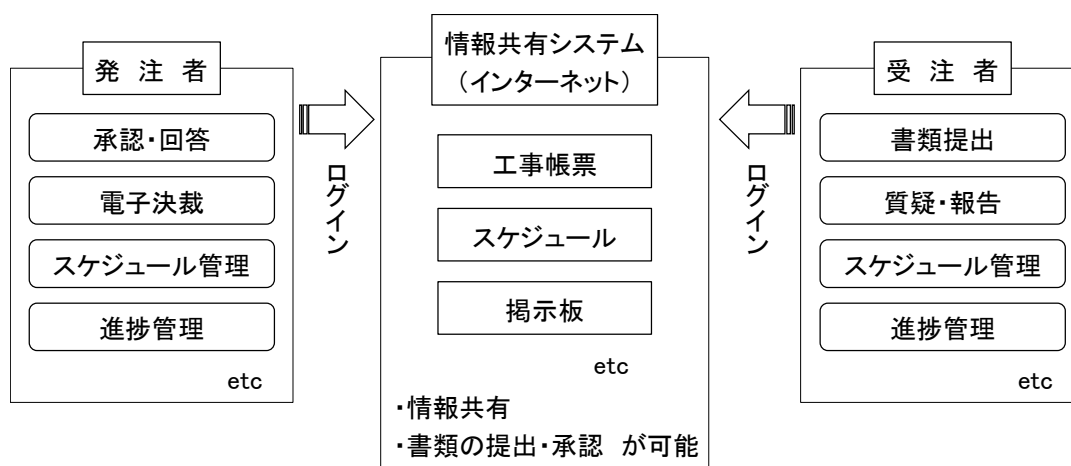 発 注 者
承認・回答
電子決裁
スケジュール管理
進捗管理
etc
ログイン
情報共有システム
（インターネット）
工事帳票
スケジュール
掲示板
etc
・情報共有
・書類の提出・承認 が可能
ログイン
受 注 者
書類提出
質疑・報告
スケジュール管理
進捗管理
etc